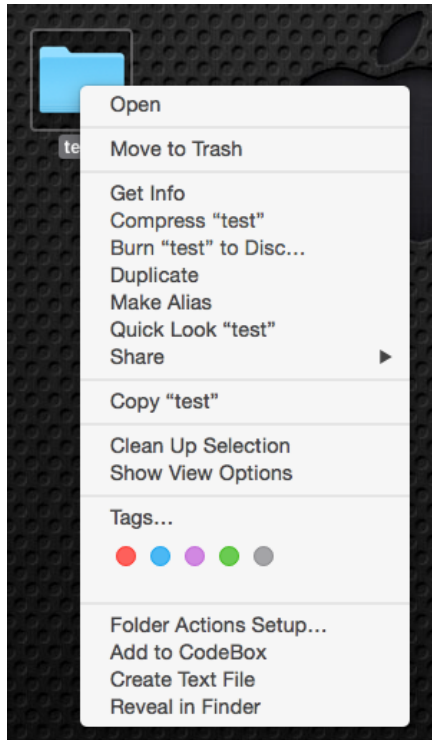 te
Open
Move to Trash
Get Info
Compress “test”
Burn “test” to Disc...
Duplicate
Make Alias
Quick Look “test”
Share
Copy “test”
Clean Up Selection
Show View Options
Tags...
Folder Actions Setup...
Add to CodeBox
Create Text File
Reveal in Finder